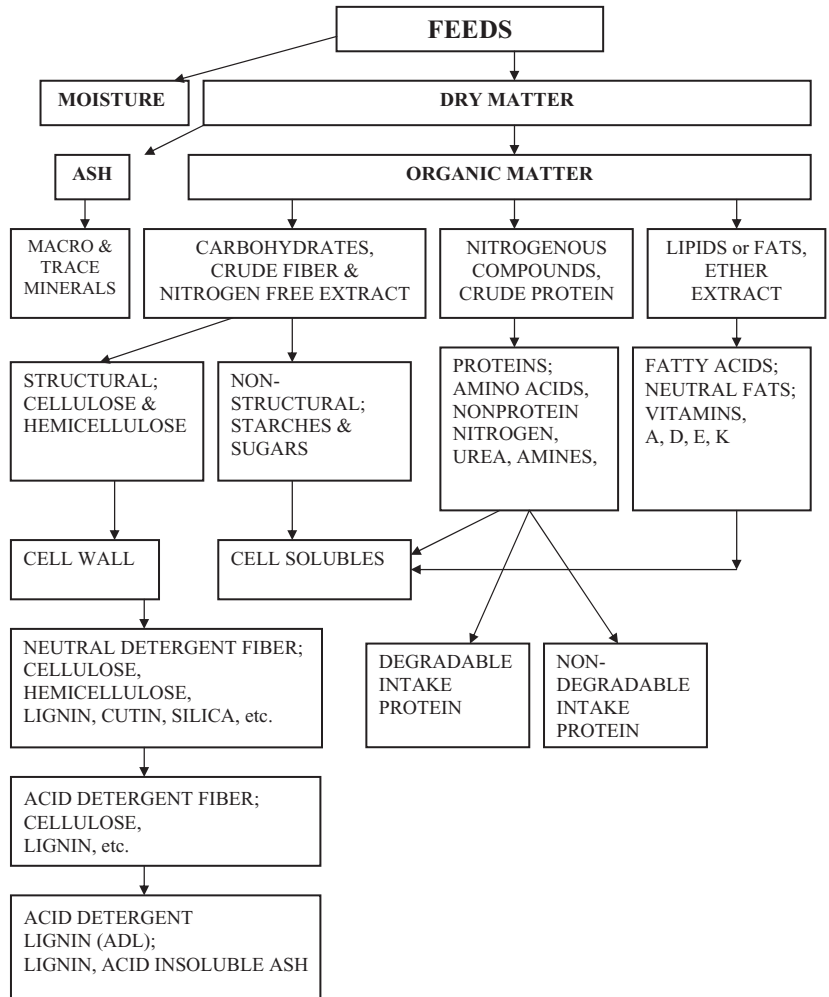 FEEDS
MOISTURE
DRY MATTER
ASH
ORGANIC MATTER
MACRO &
TRACE
MINERALS
CARBOHYDRATES,
CRUDE FIBER &
NITROGEN FREE EXTRACT
NITROGENOUS
COMPOUNDS,
CRUDE PROTEIN
LIPIDS or FATS,
ETHER
EXTRACT
STRUCTURAL;
CELLULOSE &
HEMICELLULOSE
NON-
STRUCTURAL;
STARCHES &
SUGARS
PROTEINS;
AMINO ACIDS,
NONPROTEIN
NITROGEN,
UREA, AMINES,
FATTY ACIDS;
NEUTRAL FATS;
VITAMINS,
A, D, E, K
CELL WALL
CELL SOLUBLES
NEUTRAL DETERGENT FIBER;
CELLULOSE,
HEMICELLULOSE,
LIGNIN, CUTIN, SILICA, etc.
DEGRADABLE
INTAKE
PROTEIN
NON-
DEGRADABLE
INTAKE
PROTEIN
ACID DETERGENT FIBER;
CELLULOSE,
LIGNIN, etc.
ACID DETERGENT
LIGNIN (ADL);
LIGNIN, ACID INSOLUBLE ASH